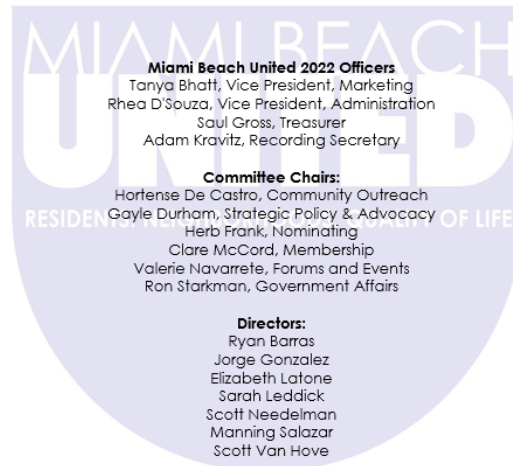 MIAMI BEACH
UNITED
RESIDENTS. NEIGHBORHOODS. QUALITY OF LIFE
Miami Beach United 2022 Officers
Tanya Bhatt, Vice President, Marketing
Rhea D'Souza, Vice President, Administration
Saul Gross, Treasurer
Adam Kravitz, Recording Secretary
Committee Chairs:
Hortense De Castro, Community Outreach
Gayle Durham, Strategic Policy & Advocacy
Herb Frank, Nominating
Clare McCord, Membership
Valerie Navarrete, Forums and Events
Ron Starkman, Government Affairs
Directors:
Ryan Barras
Jorge Gonzalez
Elizabeth Latone
Sarah Leddick
Scott Needelman
Manning Salazar
Scott Van Hove